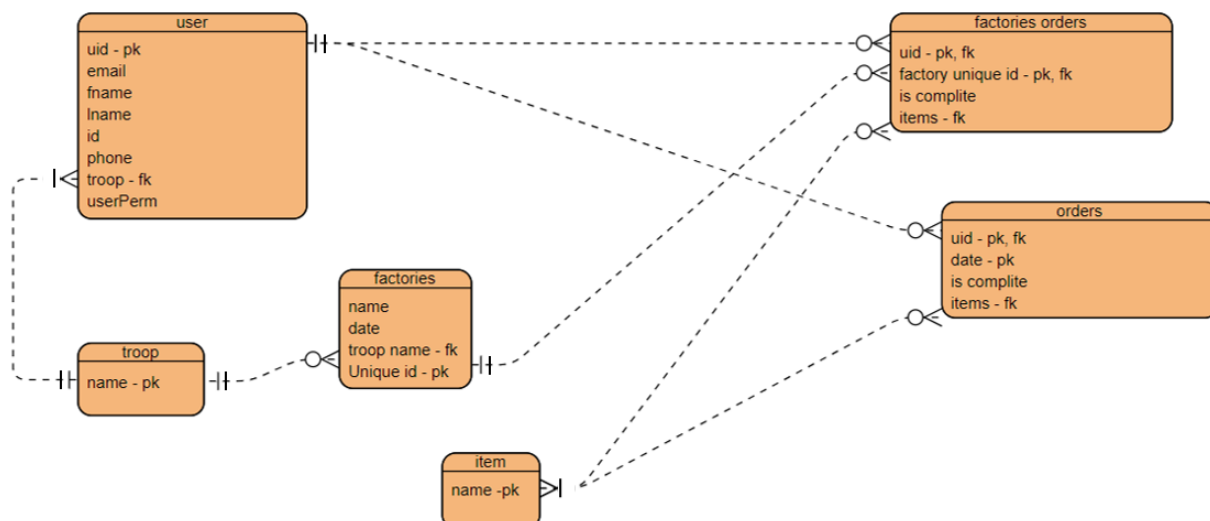 user
uid - pk
email
fname
lname
id
phone
troop - fk
userPerm
factories orders
uid - pk, fk
factory unique id - pk, fk
is complite
items - fk
orders
uid - pk, fk
date - pk
is complite
items - fk
factories
name
date
troop name - fk
Unique id - pk
troop
name - pk
item
name -pk